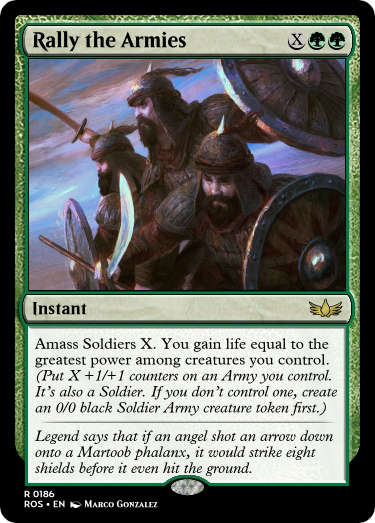 Rally the Armies X
Instant
Amass Soldiers X. You gain life equal to the
greatest power among creatures you control.
(Put X +1/+1 counters on an Army you control.
It's also a Soldier. If you don't control one, create
an 0/0 black Soldier Army creature token first.)
Legend says that if an angel shot an arrow down
onto a Martoob phalanx, it would strike eight
shields before it even hit the ground.
R 0186
ROS • EN Marco Gonzalez